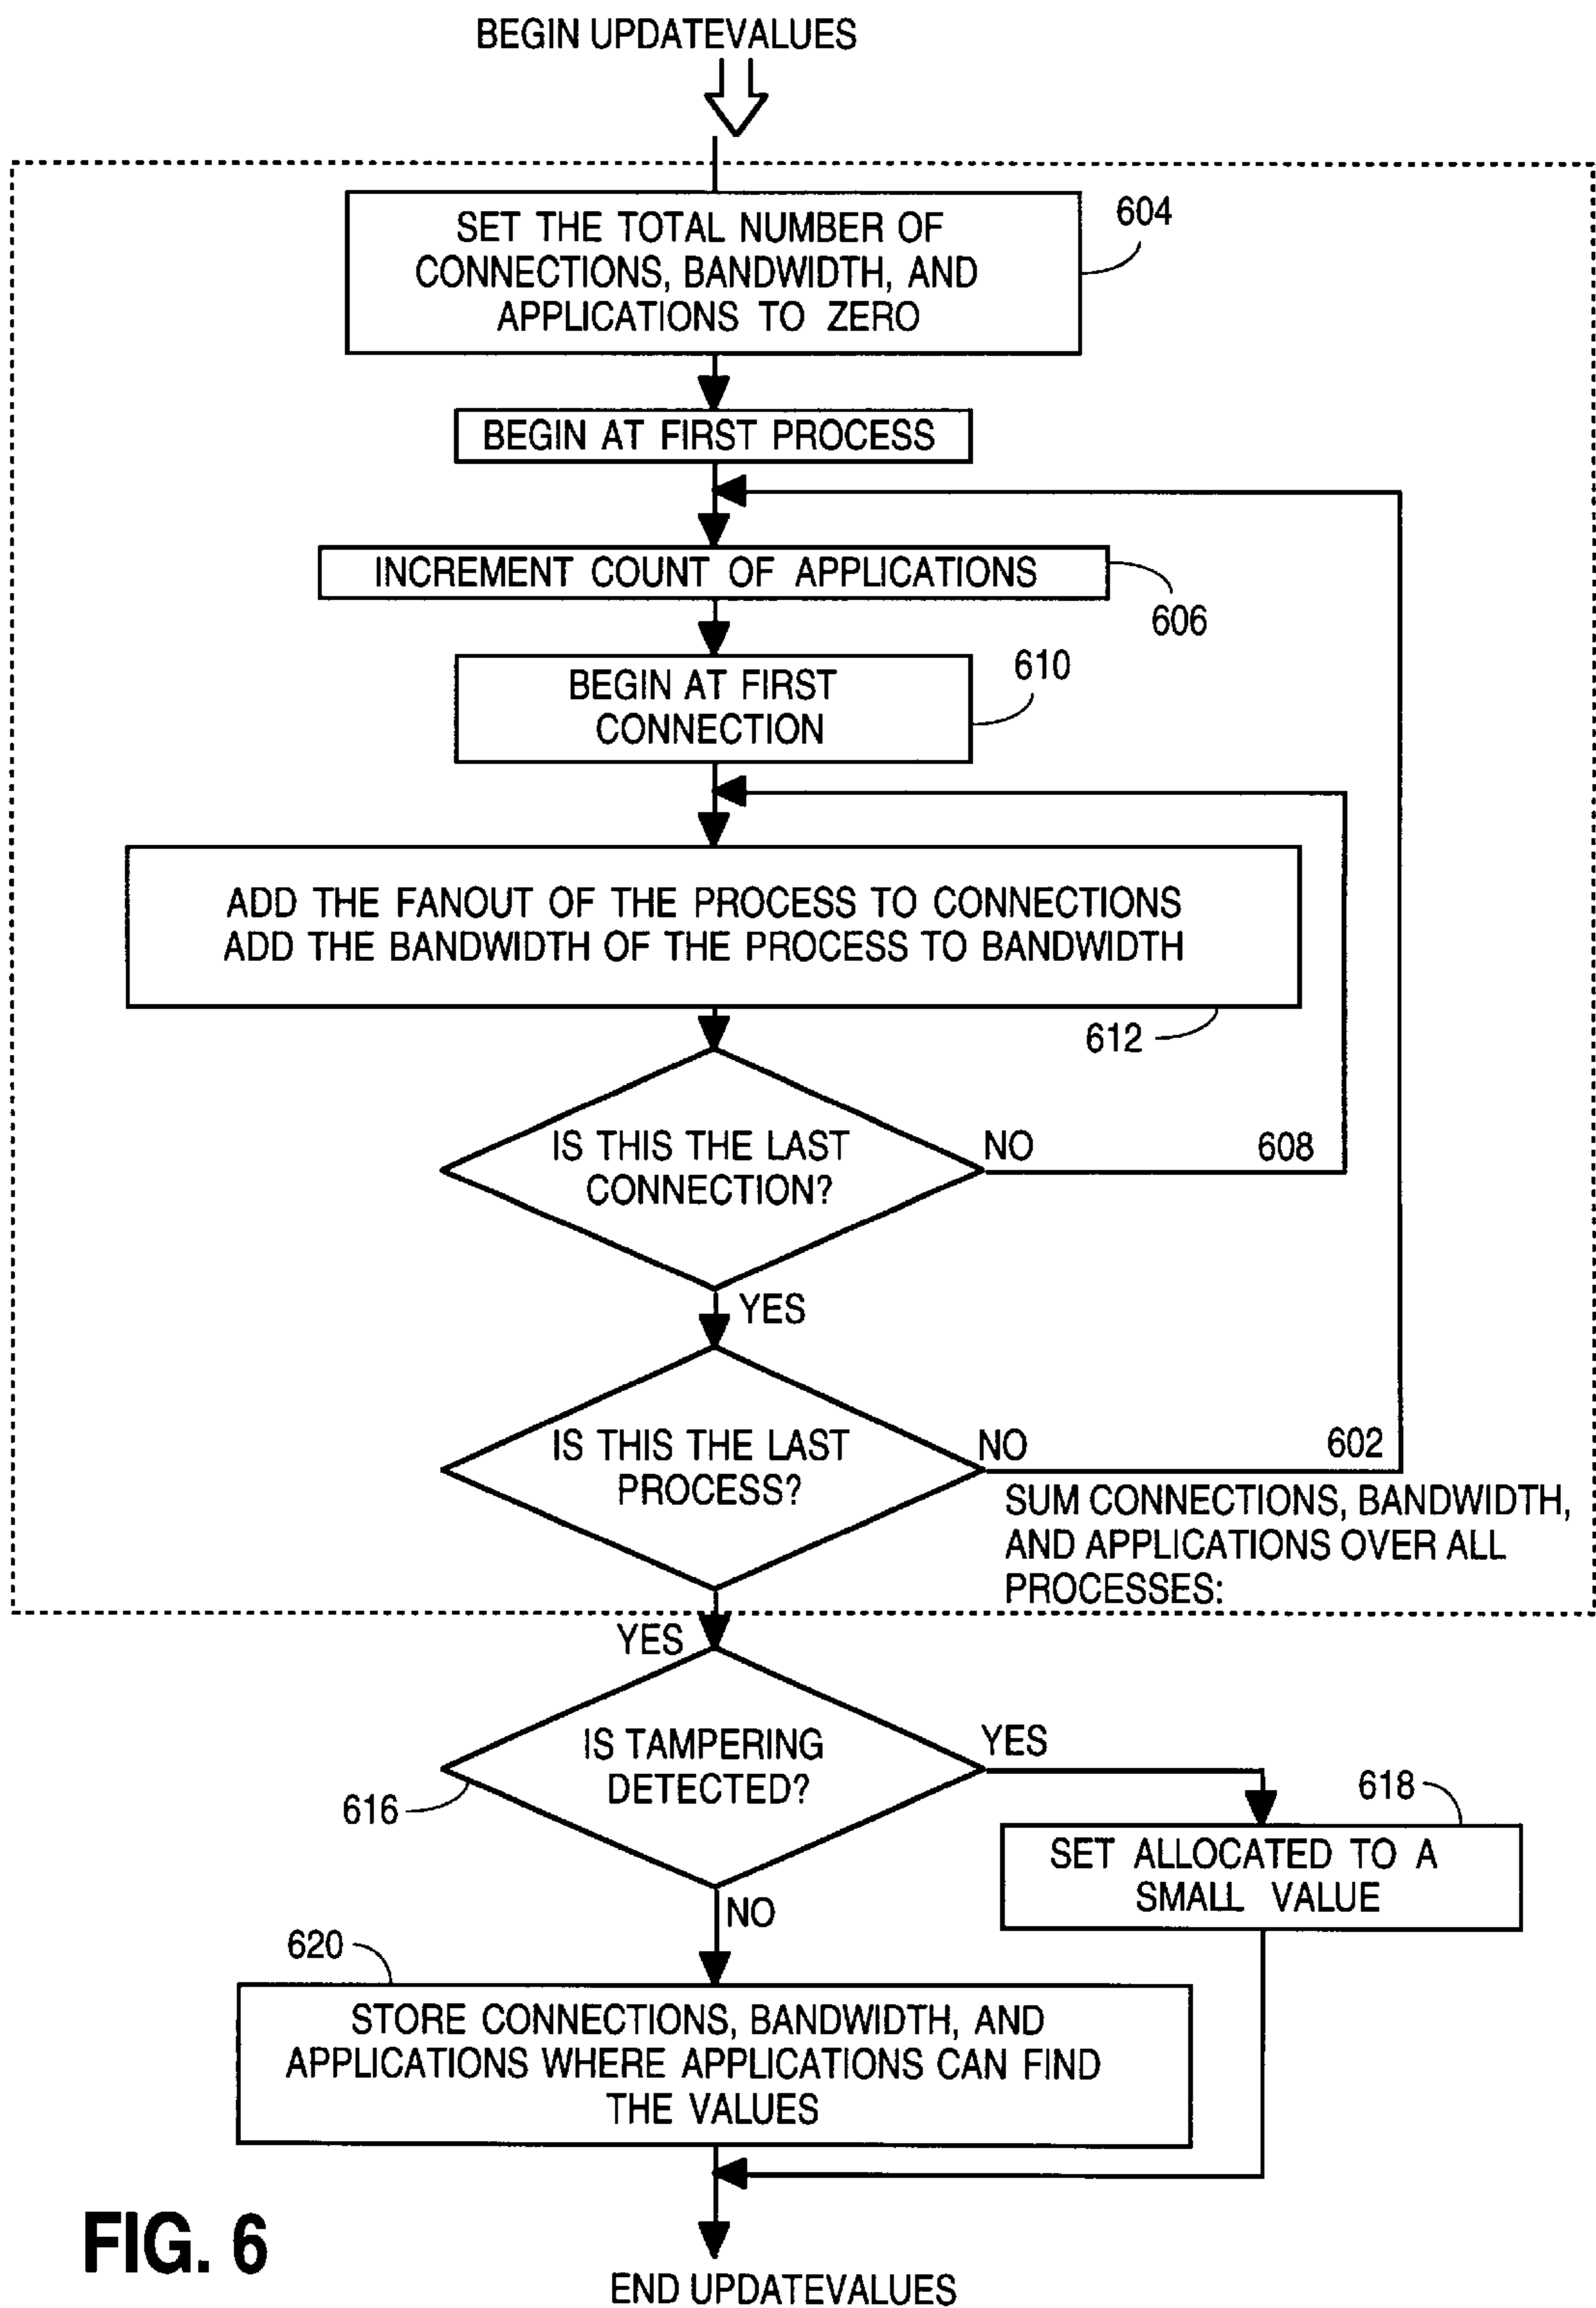 BEGIN UPDATEVALUES
SET THE TOTAL NUMBER OF
CONNECTIONS, BANDWIDTH, AND
APPLICATIONS TO ZERO
604
BEGIN AT FIRST PROCESS
INCREMENT COUNT OF APPLICATIONS
606
BEGIN AT FIRST
CONNECTION
610
ADD THE FANOUT OF THE PROCESS TO CONNECTIONS
ADD THE BANDWIDTH OF THE PROCESS TO BANDWIDTH
612
IS THIS THE LAST
CONNECTION?
NO
608
YES
IS THIS THE LAST
PROCESS?
NO
602
SUM CONNECTIONS, BANDWIDTH,
AND APPLICATIONS OVER ALL
PROCESSES:
YES
IS TAMPERING
DETECTED?
YES
616
618
SET ALLOCATED TO A
SMALL VALUE
NO
620
STORE CONNECTIONS, BANDWIDTH, AND
APPLICATIONS WHERE APPLICATIONS CAN FIND
THE VALUES
FIG. 6
END UPDATEVALUES